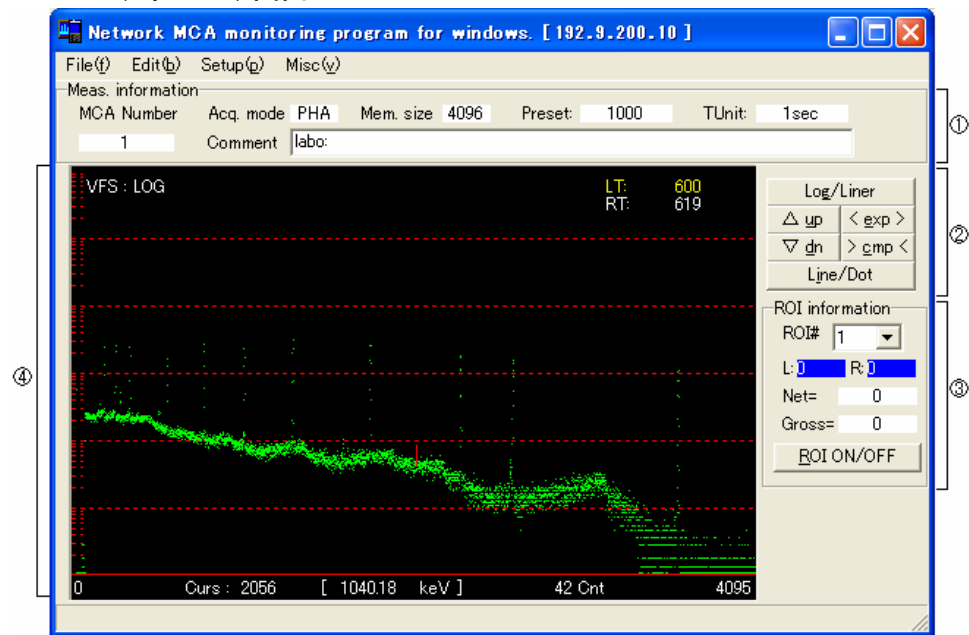 Network MCA monitoring program for windows. [ 192.9.200.10 ]
File(f) Edit(b) Setup(p) Misc(v)
Meas. information
MCA Number Acq. mode PHA Mem. size 4096 Preset: 1000 TUnit: 1sec
1 Comment labo:
①
VFS : LOG LT: 600
RT: 619
Log/Liner
△ up < exp >
▽ dn > cmp <
Line/Dot
②
ROI information
ROI# 1
L: 0 R: 0
Net= 0
Gross= 0
ROI ON/OFF
③
④
0 Curs : 2056 [ 1040.18 keV ] 42 Cnt 4095